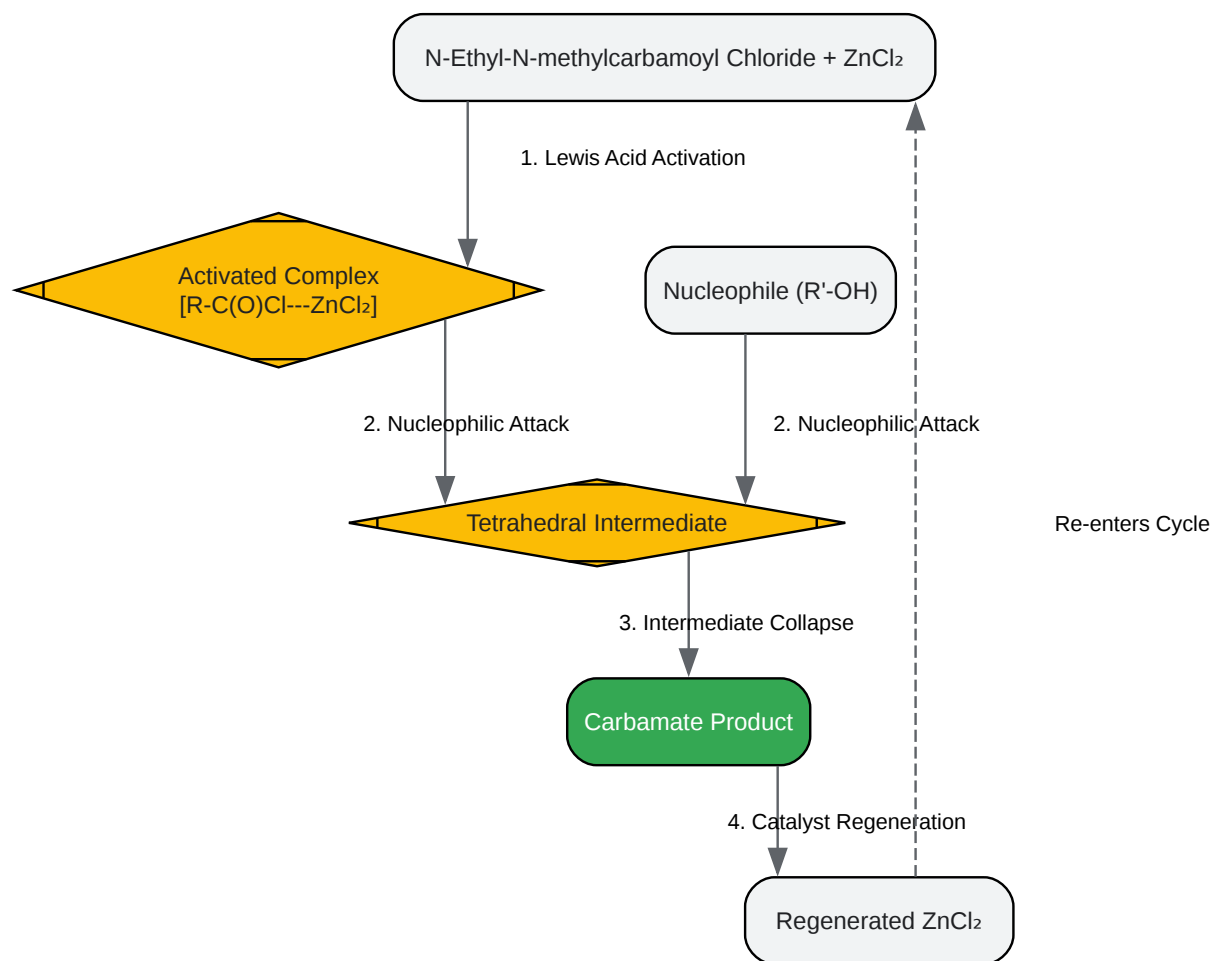 N-Ethyl-N-methylcarbamoyl Chloride + ZnCl₂
1. Lewis Acid Activation
Activated Complex
[R-C(O)Cl---ZnCl₂]
Nucleophile (R'-OH)
2. Nucleophilic Attack
2. Nucleophilic Attack
Tetrahedral Intermediate
Re-enters Cycle
3. Intermediate Collapse
Carbamate Product
4. Catalyst Regeneration
Regenerated ZnCl₂